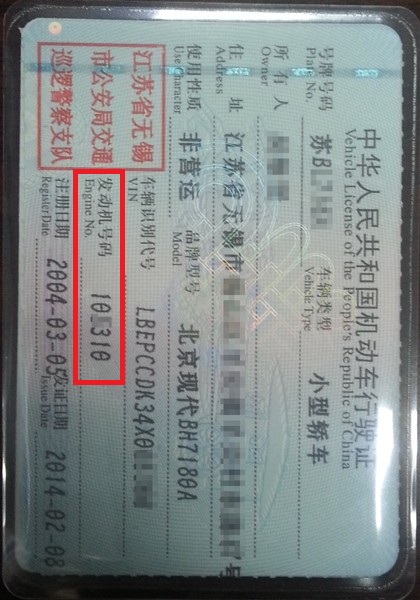 中华人民共和国机动车行驶证
Vehicle License of the People's Republic of China
号牌号码 苏B 车辆类型 小型轿车
Plate No. Vehicle Type
所有人
Owner
住址 江苏省无锡市 号
Address
使用性质 非营运 品牌型号 北京现代BH7180A
Use Character Model
江苏省无锡
市公安局交通
巡逻警察支队
车辆识别代号 LBEPCCDK34X0
VIN
发动机号码 10 310
Engine No.
注册日期 2004-03-05 发证日期 2014-02-08
Register Date Issue Date